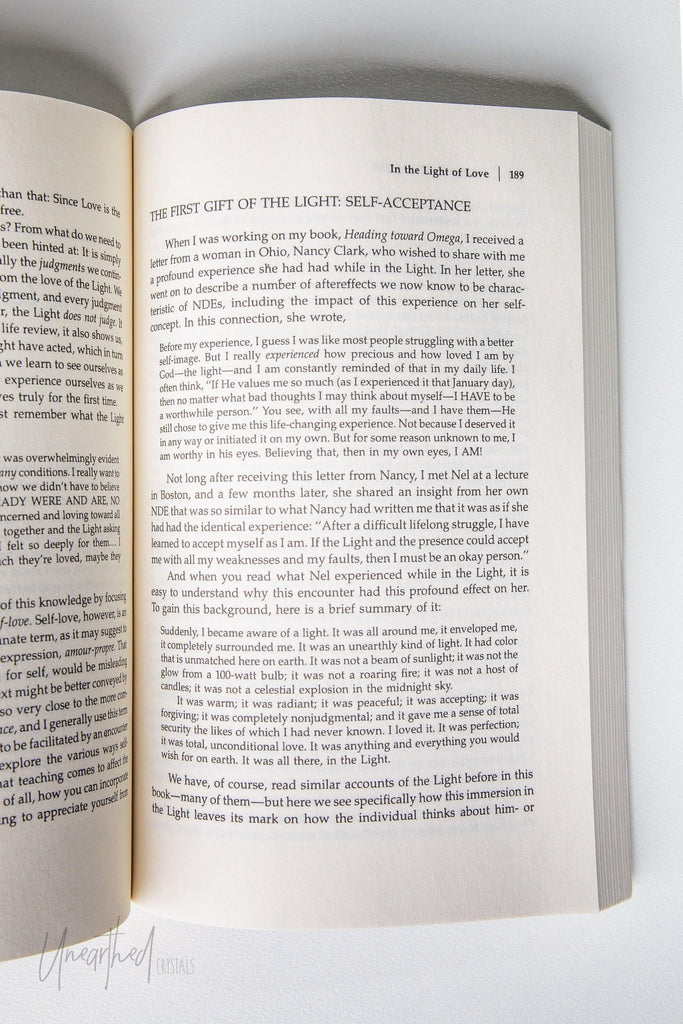 than that: Since Love is the
free.
s? From what do we need to
been hinted at: It is simply
ally the judgments we contin-
om the love of the Light. We
dgment, and every judgment
r, the Light does not judge. It
life review, it also shows us,
ght have acted, which in turn
we learn to see ourselves as
experience ourselves as we
ves truly for the first time.
st remember what the Light
was overwhelmingly evident
any conditions. I really want to
how we didn't have to believe
EADY WERE AND ARE, NO
ncerned and loving toward all
together and the Light asking
I felt so deeply for them... I
ch they're loved, maybe they
of this knowledge by focusing
f-love. Self-love, however, is an
nate term, as it may suggest to
expression, amour-propre. That
for self, would be misleading
xt might be better conveyed by
so very close to the more com-
nce, and I generally use this term
to be facilitated by an encounter
explore the various ways self-
hat teaching comes to affect the
of all, how you can incorporate
ng to appreciate yourself from
In the Light of Love | 189
THE FIRST GIFT OF THE LIGHT: SELF-ACCEPTANCE
When I was working on my book, Heading toward Omega, I received a
letter from a woman in Ohio, Nancy Clark, who wished to share with me
a profound experience she had had while in the Light. In her letter, she
went on to describe a number of aftereffects we now know to be charac-
teristic of NDEs, including the impact of this experience on her self-
concept. In this connection, she wrote,
Before my experience, I guess I was like most people struggling with a better
self-image. But I really experienced how precious and how loved I am by
God—the light—and I am constantly reminded of that in my daily life. I
often think, "If He values me so much (as I experienced it that January day),
then no matter what bad thoughts I may think about myself—I HAVE to be
a worthwhile person." You see, with all my faults—and I have them—He
still chose to give me this life-changing experience. Not because I deserved it
in any way or initiated it on my own. But for some reason unknown to me, I
am worthy in his eyes. Believing that, then in my own eyes, I AM!
Not long after receiving this letter from Nancy, I met Nel at a lecture
in Boston, and a few months later, she shared an insight from her own
NDE that was so similar to what Nancy had written me that it was as if she
had had the identical experience: "After a difficult lifelong struggle, I have
learned to accept myself as I am. If the Light and the presence could accept
me with all my weaknesses and my faults, then I must be an okay person."
And when you read what Nel experienced while in the Light, it is
easy to understand why this encounter had this profound effect on her.
To gain this background, here is a brief summary of it:
Suddenly, I became aware of a light. It was all around me, it enveloped me,
it completely surrounded me. It was an unearthly kind of light. It had color
that is unmatched here on earth. It was not a beam of sunlight; it was not the
glow from a 100-watt bulb; it was not a roaring fire; it was not a host of
candles; it was not a celestial explosion in the midnight sky.
It was warm; it was radiant; it was peaceful; it was accepting; it was
forgiving; it was completely nonjudgmental; and it gave me a sense of total
security the likes of which I had never known. I loved it. It was perfection;
it was total, unconditional love. It was anything and everything you would
wish for on earth. It was all there, in the Light.
We have, of course, read similar accounts of the Light before in this
book—many of them—but here we see specifically how this immersion in
the Light leaves its mark on how the individual thinks about him- or
Unearthed CRYSTALS